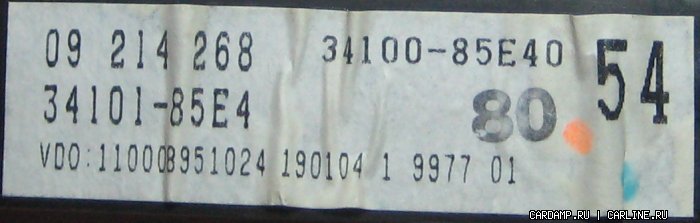 09 214 268 34100-85E40 54
34101-85E4 80
VDO:110008951024 190104 1 9977 01
CARDAMP.RU | CARLINE.RU